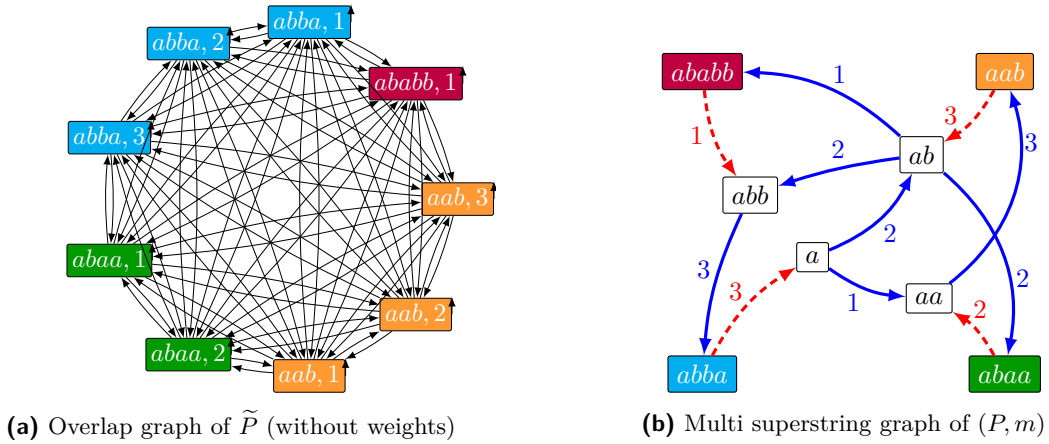 abba, 1
abba, 2
ababb, 1
abba, 3
aab, 3
abaa, 1
aab, 2
abaa, 2
aab, 1
(a) Overlap graph of P̃ (without weights)
ababb
aab
1
3
1
ab
2
3
abb
2
a
3
3
2
1
aa
2
abba
abaa
(b) Multi superstring graph of (P, m)